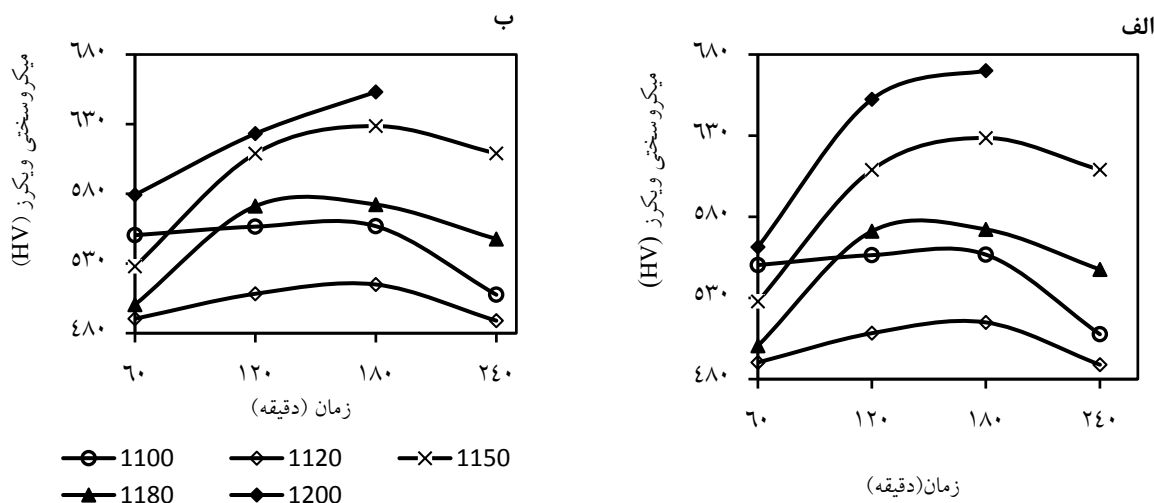 الف
میکروسختی ویکرز (HV)
٦٨٠
٦٣٠
٥٨٠
٥٣٠
٤٨٠
٦٠ ١٢٠ ١٨٠ ٢٤٠
زمان(دقیقه)
ب
میکروسختی ویکرز (HV)
٦٨٠
٦٣٠
٥٨٠
٥٣٠
٤٨٠
٦٠ ١٢٠ ١٨٠ ٢٤٠
زمان (دقیقه)
1100 1120 1150
1180 1200